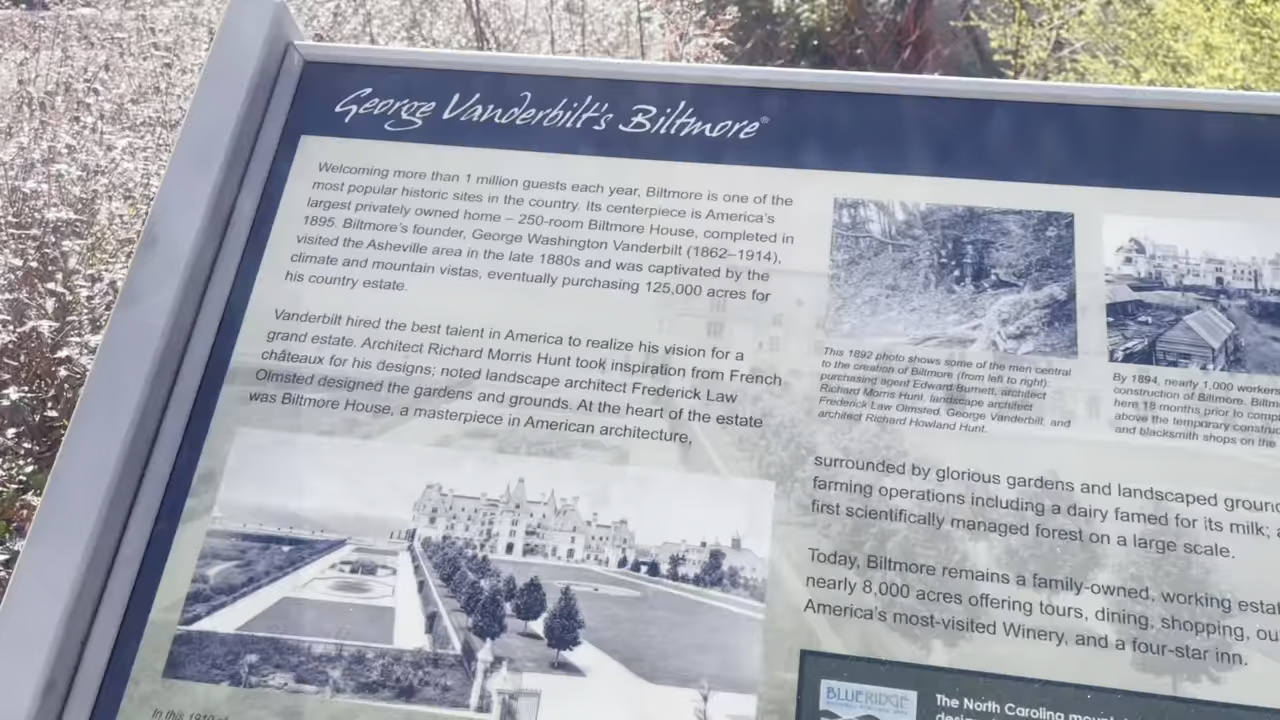 George Vanderbilt's Biltmore®
Welcoming more than 1 million guests each year, Biltmore is one of the
most popular historic sites in the country. Its centerpiece is America's
largest privately owned home – 250-room Biltmore House, completed in
1895. Biltmore's founder, George Washington Vanderbilt (1862–1914),
visited the Asheville area in the late 1880s and was captivated by the
climate and mountain vistas, eventually purchasing 125,000 acres for
his country estate.
Vanderbilt hired the best talent in America to realize his vision for a
grand estate. Architect Richard Morris Hunt took inspiration from French
châteaux for his designs; noted landscape architect Frederick Law
Olmsted designed the gardens and grounds. At the heart of the estate
was Biltmore House, a masterpiece in American architecture,
In this 1910
This 1892 photo shows some of the men central
to the creation of Biltmore (from left to right):
purchasing agent Edward Burnett, architect
Richard Morris Hunt, landscape architect
Frederick Law Olmsted, George Vanderbilt, and
architect Richard Howland Hunt.
By 1894, nearly 1,000 workers
construction of Biltmore.
here 18 months prior to
above the temporary
and blacksmith shops on the
surrounded by glorious gardens and landscaped
farming operations including a dairy famed for its milk;
first scientifically managed forest on a large scale.
Today, Biltmore remains a family-owned, working
nearly 8,000 acres offering tours, dining, shopping,
America's most-visited Winery, and a four-star inn.
BLUE RIDGE
The North Carolina